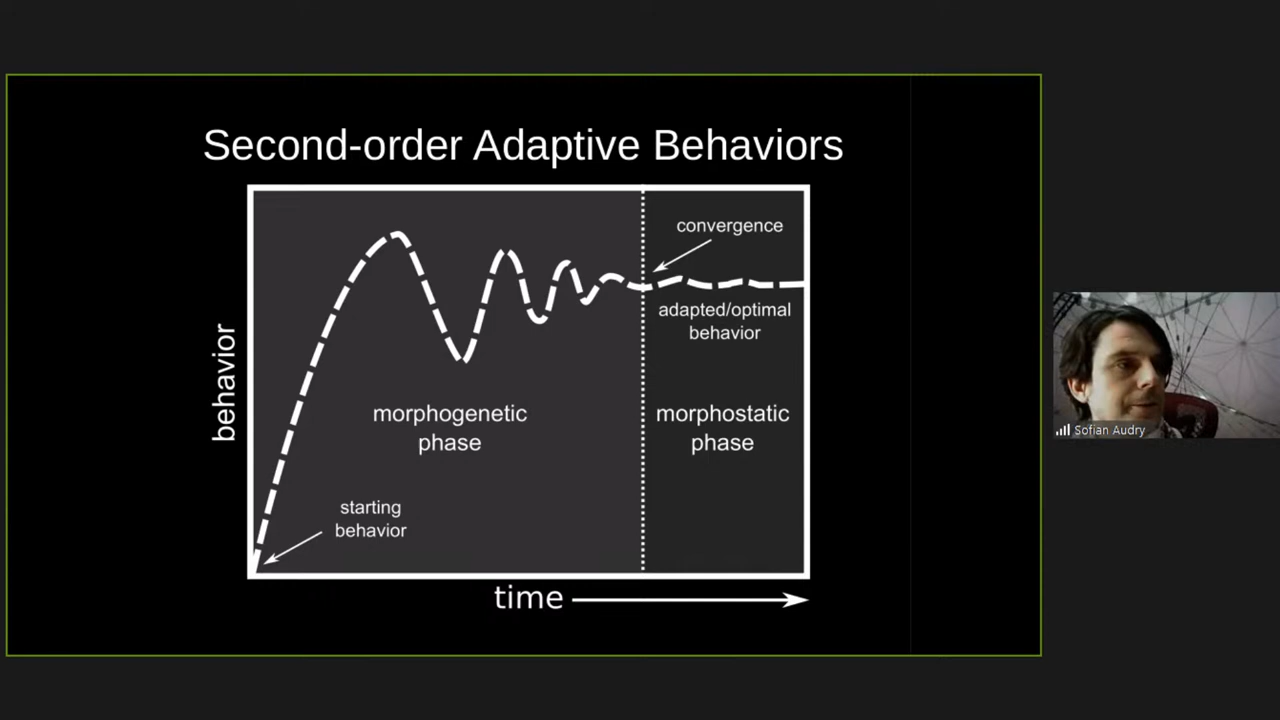 Second-order Adaptive Behaviors
convergence
adapted/optimal
behavior
behavior
morphogenetic
phase
morphostatic
phase
starting
behavior
time
Sofian Audry